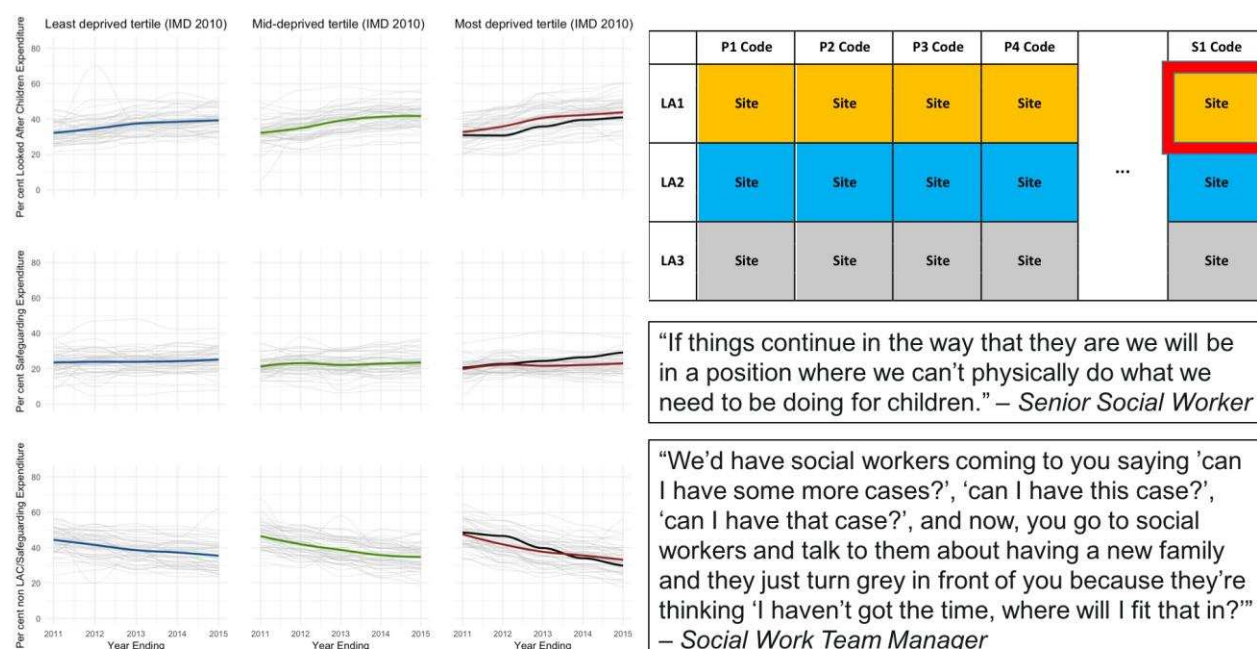 Least deprived tertile (IMD 2010)
Mid-deprived tertile (IMD 2010)
Most deprived tertile (IMD 2010)
Per cent Looked After Children Expenditure
80
60
40
20
0
Per cent Safeguarding Expenditure
80
60
40
20
0
Per cent non LAC/Safeguarding Expenditure
80
60
40
20
0
2011 2012 2013 2014 2015
Year Ending
2011 2012 2013 2014 2015
Year Ending
2011 2012 2013 2014 2015
Year Ending
P1 Code P2 Code P3 Code P4 Code S1 Code
LA1 Site Site Site Site Site
LA2 Site Site Site Site ... Site
LA3 Site Site Site Site Site
“If things continue in the way that they are we will be
in a position where we can’t physically do what we
need to be doing for children.” – Senior Social Worker
“We’d have social workers coming to you saying ‘can
I have some more cases?’, ‘can I have this case?’,
‘can I have that case?’, and now, you go to social
workers and talk to them about having a new family
and they just turn grey in front of you because they’re
thinking ‘I haven’t got the time, where will I fit that in?’”
– Social Work Team Manager